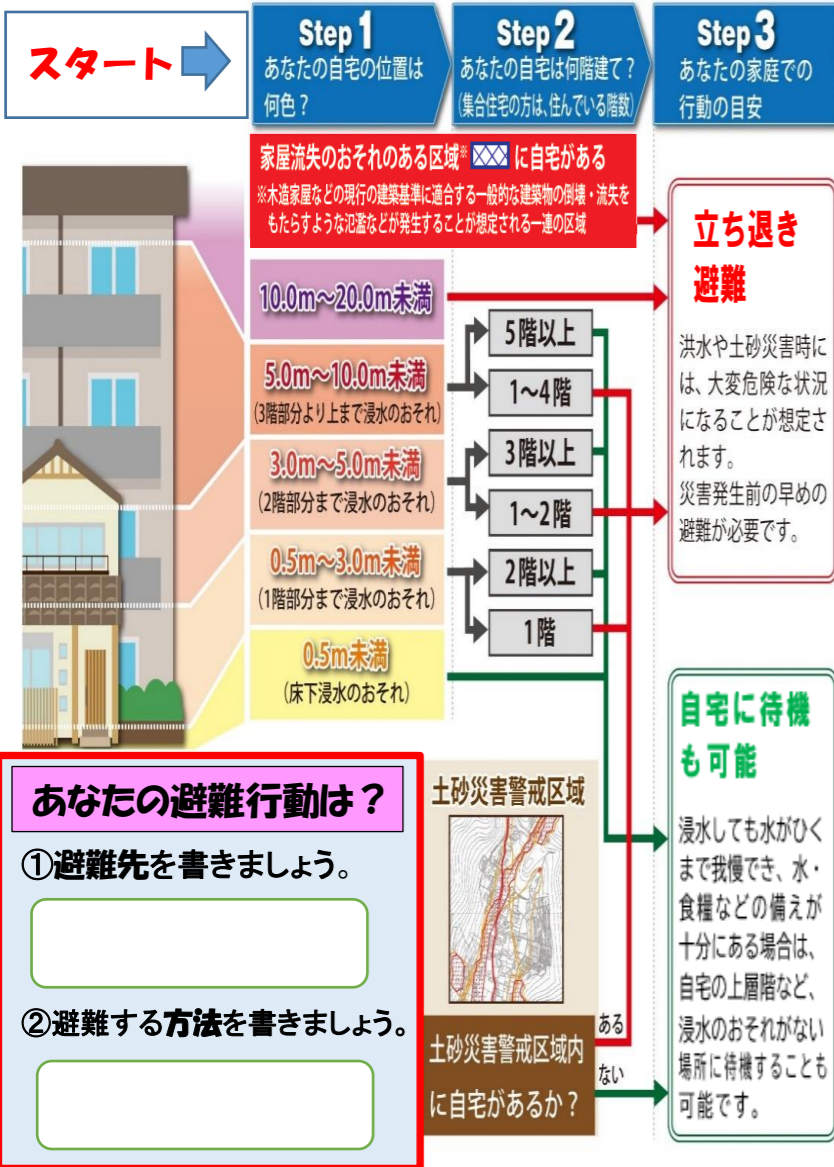 スタート
Step 1
あなたの自宅の位置は
何色？
Step 2
あなたの自宅は何階建て？
(集合住宅の方は、住んでいる階数)
Step 3
あなたの家庭での
行動の目安
家屋流失のおそれのある区域※ に自宅がある
※木造家屋などの現行の建築基準に適合する一般的な建築物の倒壊・流失を
もたらすような氾濫などが発生することが想定される一連の区域
10.0m〜20.0m未満
5.0m〜10.0m未満
(3階部分より上まで浸水のおそれ)
3.0m〜5.0m未満
(2階部分まで浸水のおそれ)
0.5m〜3.0m未満
(1階部分まで浸水のおそれ)
0.5m未満
(床下浸水のおそれ)
5階以上
1〜4階
3階以上
1〜2階
2階以上
1階
立ち退き
避難
洪水や土砂災害時に
は、大変危険な状況
になることが想定さ
れます。
災害発生前の早めの
避難が必要です。
自宅に待機
も可能
浸水しても水がひく
まで我慢でき、水・
食糧などの備えが
十分にある場合は、
自宅の上層階など、
浸水のおそれがない
場所に待機することも
可能です。
土砂災害警戒区域
土砂災害警戒区域内
に自宅があるか？
ある
ない
あなたの避難行動は？
①避難先を書きましょう。
②避難する方法を書きましょう。